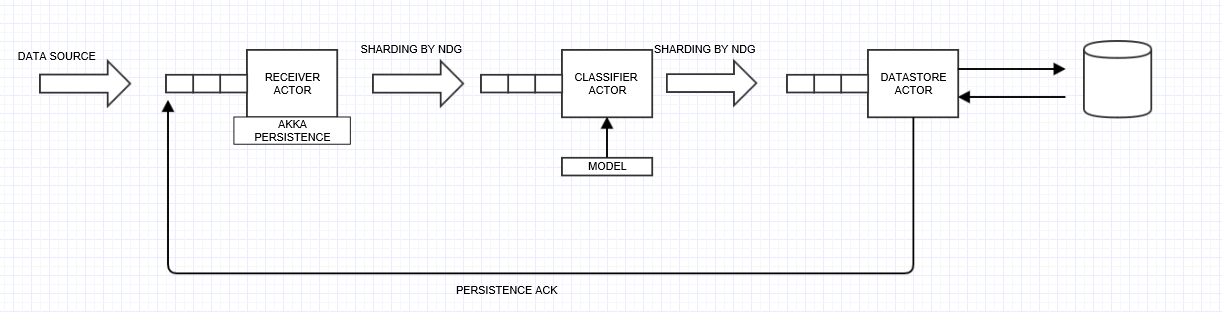 DATA SOURCE
RECEIVER
ACTOR
AKKA
PERSISTENCE
SHARDING BY NDG
CLASSIFIER
ACTOR
MODEL
SHARDING BY NDG
DATASTORE
ACTOR
PERSISTENCE ACK